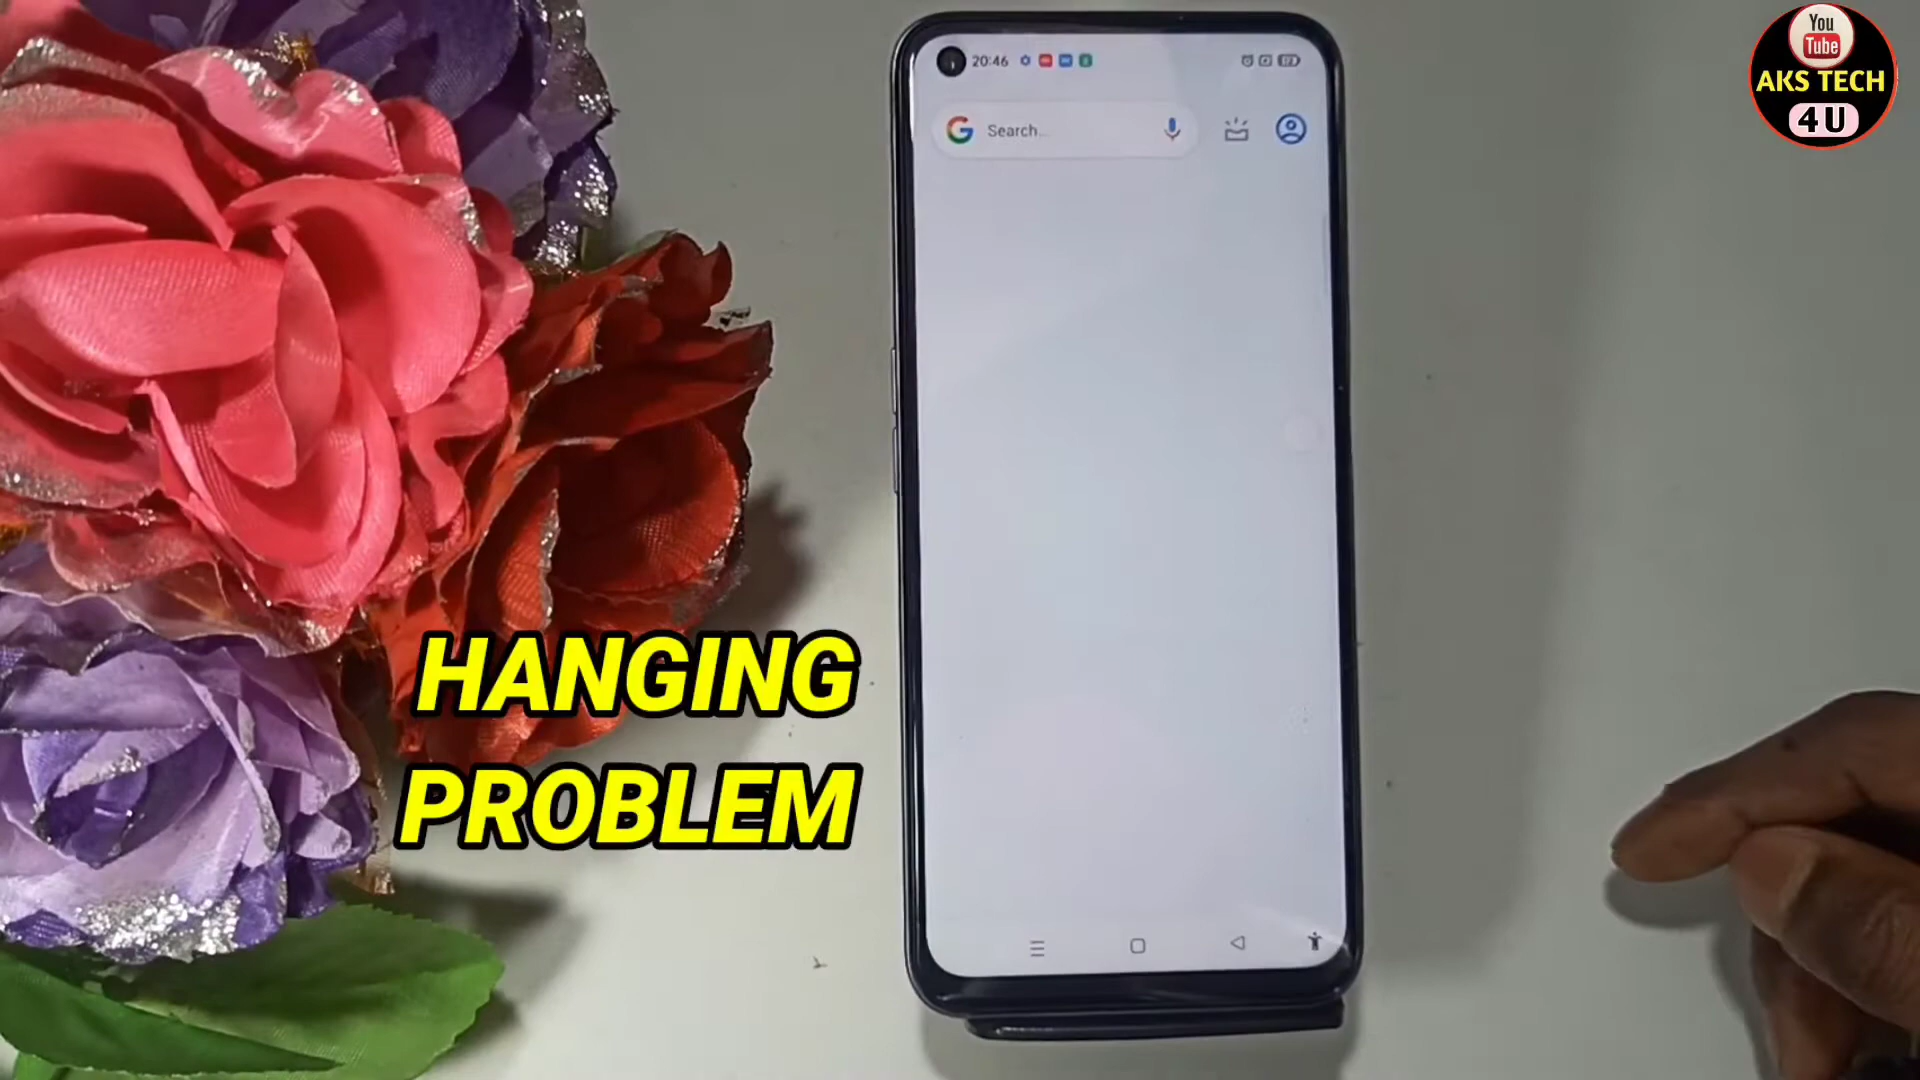 20:46
Search...
You
Tube
AKS TECH
4U
HANGING
PROBLEM